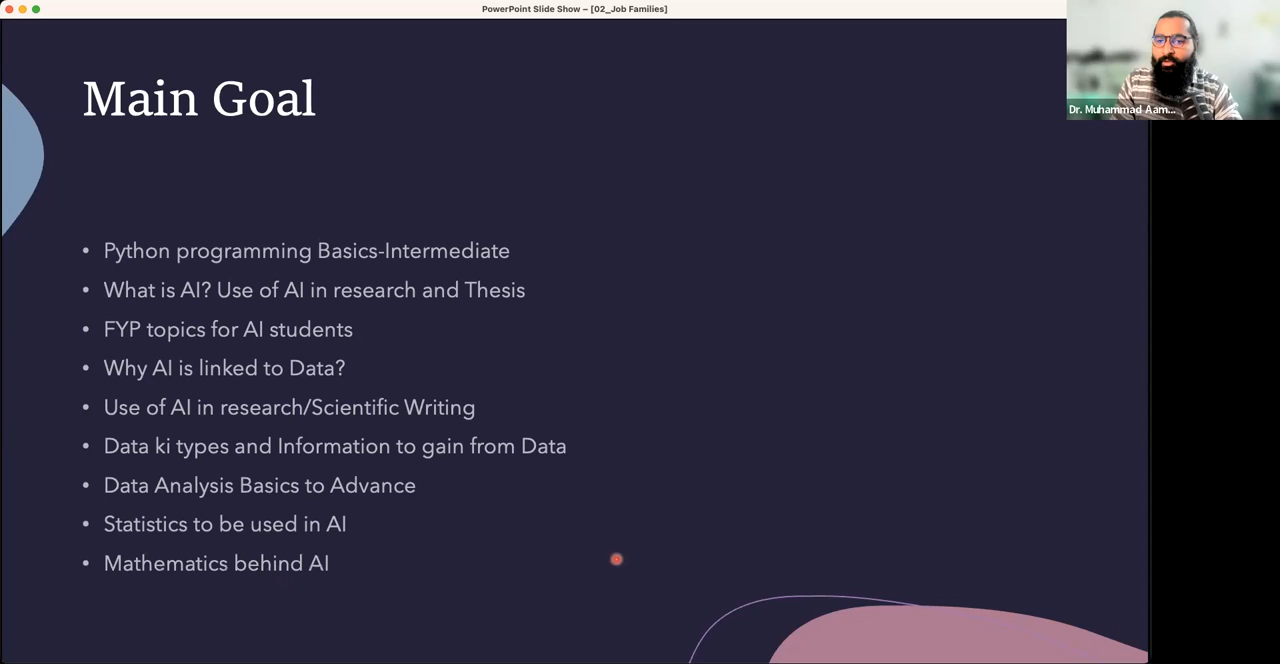 PowerPoint Slide Show – [02_Job Families]
Dr. Muhammad Aam...
Main Goal
• Python programming Basics-Intermediate
• What is AI? Use of AI in research and Thesis
• FYP topics for AI students
• Why AI is linked to Data?
• Use of AI in research/Scientific Writing
• Data ki types and Information to gain from Data
• Data Analysis Basics to Advance
• Statistics to be used in AI
• Mathematics behind AI